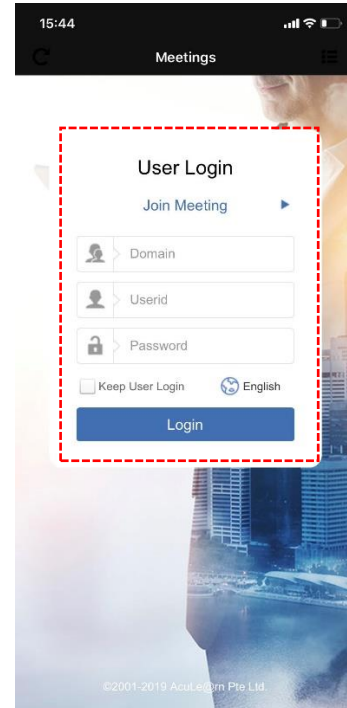 15:44
Meetings
User Login
Join Meeting
Domain
Userid
Password
Keep User Login English
Login
©2001-2019 AcuLe@rn Pte Ltd.